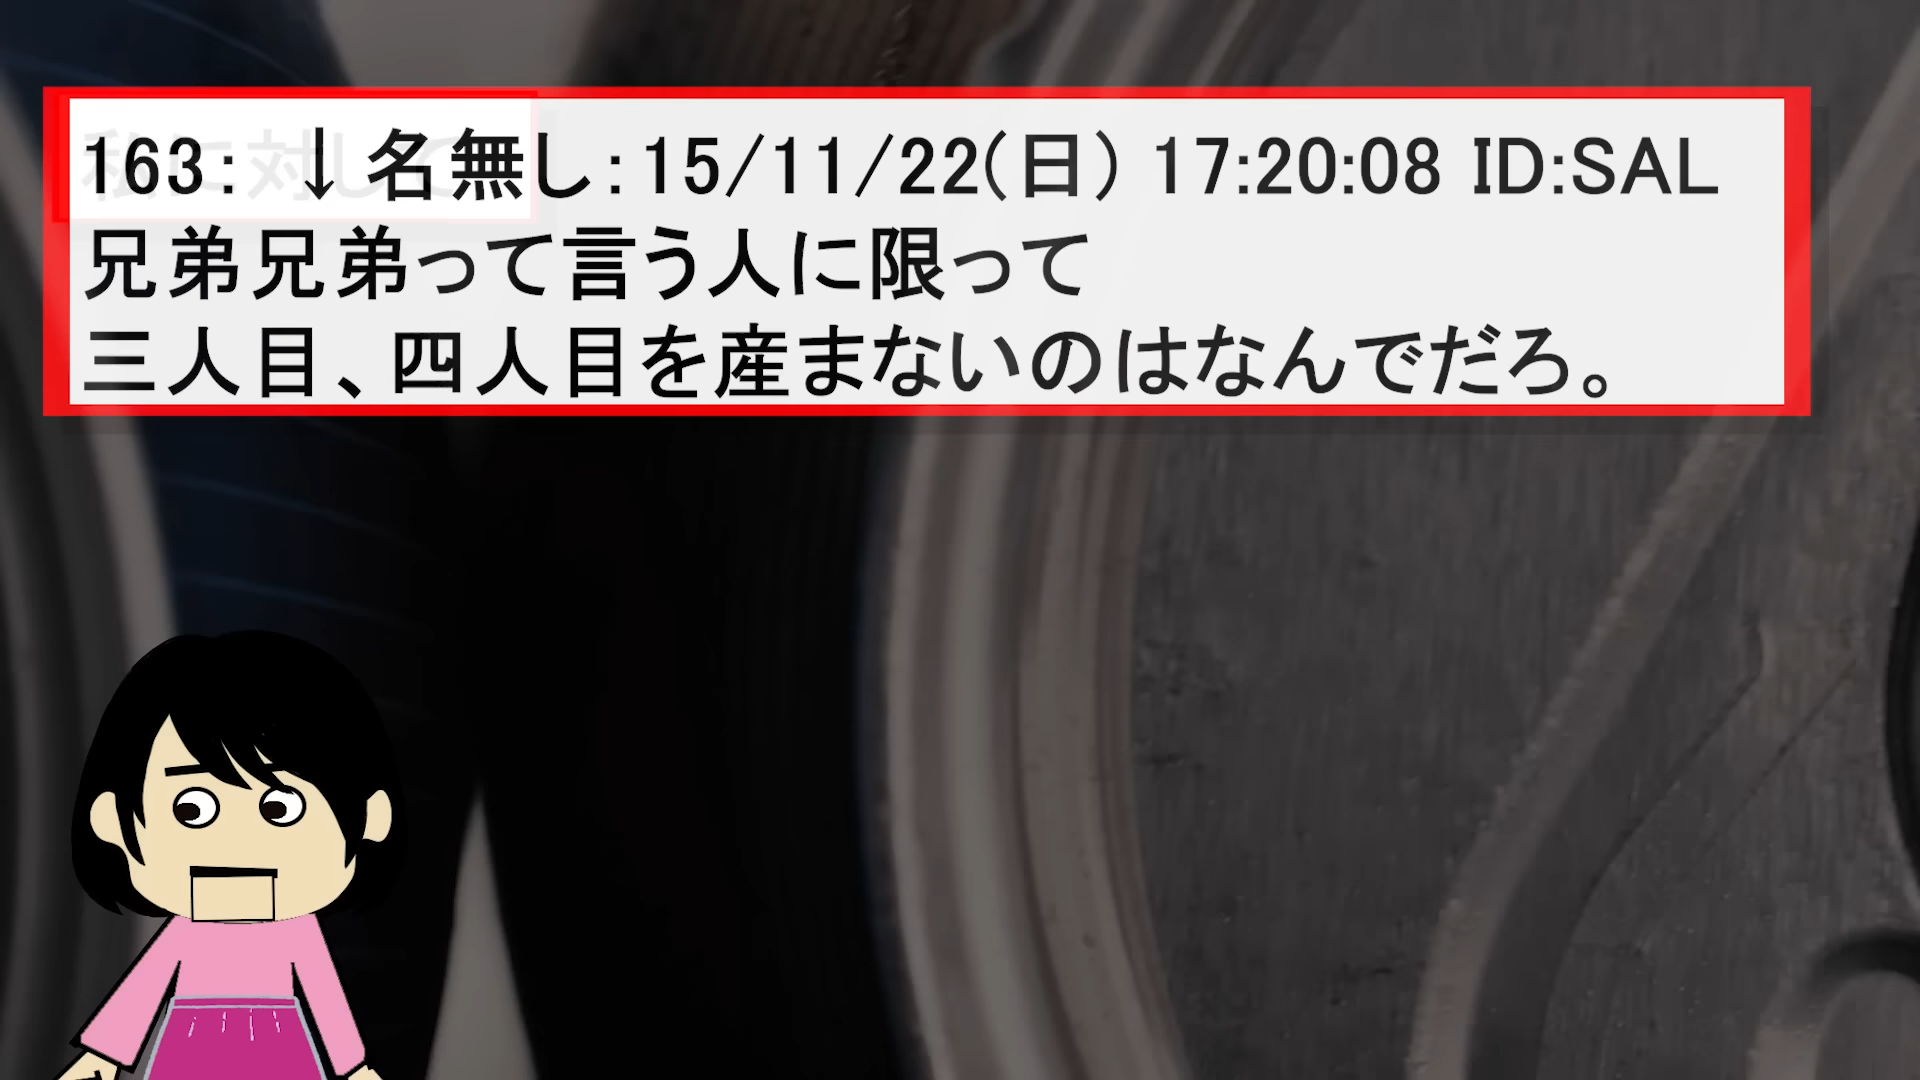 163: ↓名無し:15/11/22(日) 17:20:08 ID:SAL
兄弟兄弟って言う人に限って
三人目、四人目を産まないのはなんでだろ。